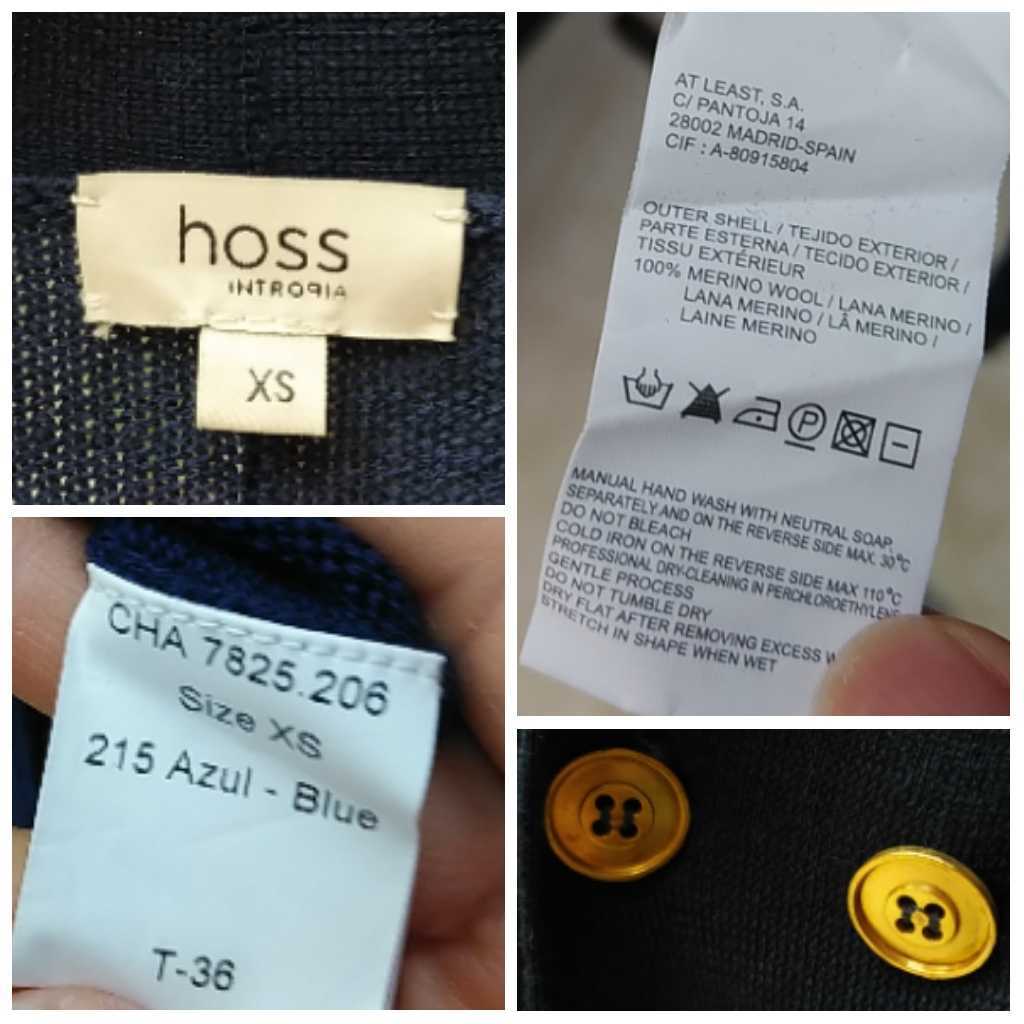 hoss
INTROPIA
XS
AT LEAST, S.A.
C/ PANTOJA 14
28002 MADRID-SPAIN
CIF : A-80915804
OUTER SHELL / TEJIDO EXTERIOR /
PARTE ESTERNA / TECIDO EXTERIOR /
TISSU EXTÉRIEUR
100% MERINO WOOL / LANA MERINO /
LANA MERINO / LÃ MERINO /
LAINE MERINO
P
MANUAL HAND WASH WITH NEUTRAL SOAP,
SEPARATELY AND ON THE REVERSE SIDE MAX. 30ºC
DO NOT BLEACH
COLD IRON ON THE REVERSE SIDE MAX 110ºC
PROFESSIONAL DRY-CLEANING IN PERCHLOROETHYLENE
GENTLE PROCESS
DO NOT TUMBLE DRY
DRY FLAT AFTER REMOVING EXCESS
STRETCH IN SHAPE WHEN WET
CHA 7825.206
Size XS
215 Azul - Blue
T-36